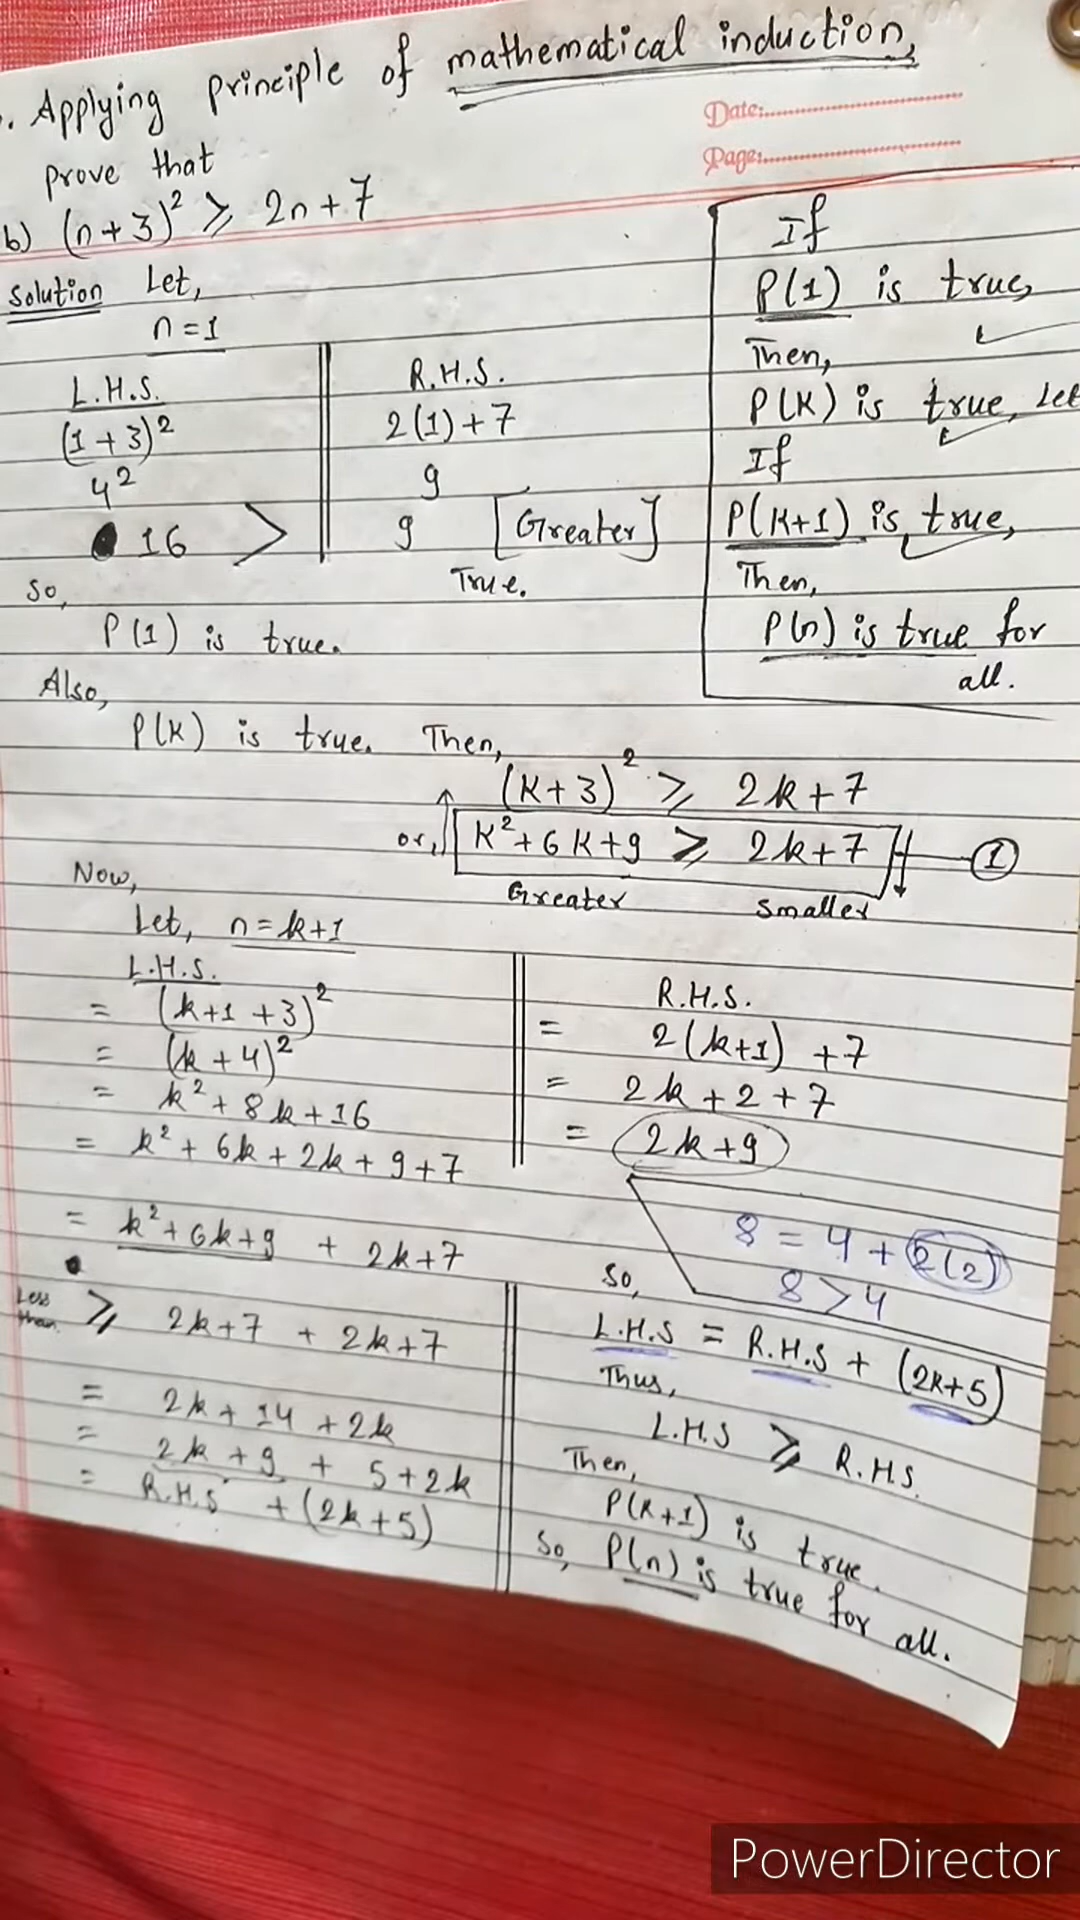 . Applying principle of mathematical induction,
prove that
Date:
Page:
b) (n+3)² ⩾ 2n+7
Solution Let,
n=1
L.H.S.
(1+3)²
4²
16 >
R.H.S.
2(1)+7
9
9 [Greater]
True.
If
P(1) is true,
Then,
P(K) is true, Let
If
P(K+1) is true,
Then,
P(n) is true for
all.
So,
P(1) is true.
Also,
P(K) is true. Then,
(K+3)² ⩾ 2k+7
or, K²+6K+9 ⩾ 2k+7 ①
Greater Smaller
Now,
Let, n=k+1
L.H.S.
= (k+1+3)²
= (k+4)²
= k²+8k+16
= k²+6k+2k+9+7
= k²+6k+9 + 2k+7
Less than ⩾ 2k+7 + 2k+7
= 2k+14+2k
= 2k+9 + 5+2k
= R.H.S + (2k+5)
R.H.S.
= 2(k+1) +7
= 2k+2+7
= 2k+9
8 = 4 + 2(2)
8 > 4
So,
L.H.S = R.H.S + (2K+5)
Thus,
L.H.S ⩾ R.H.S.
Then,
P(K+1) is true.
So, P(n) is true for all.
PowerDirector